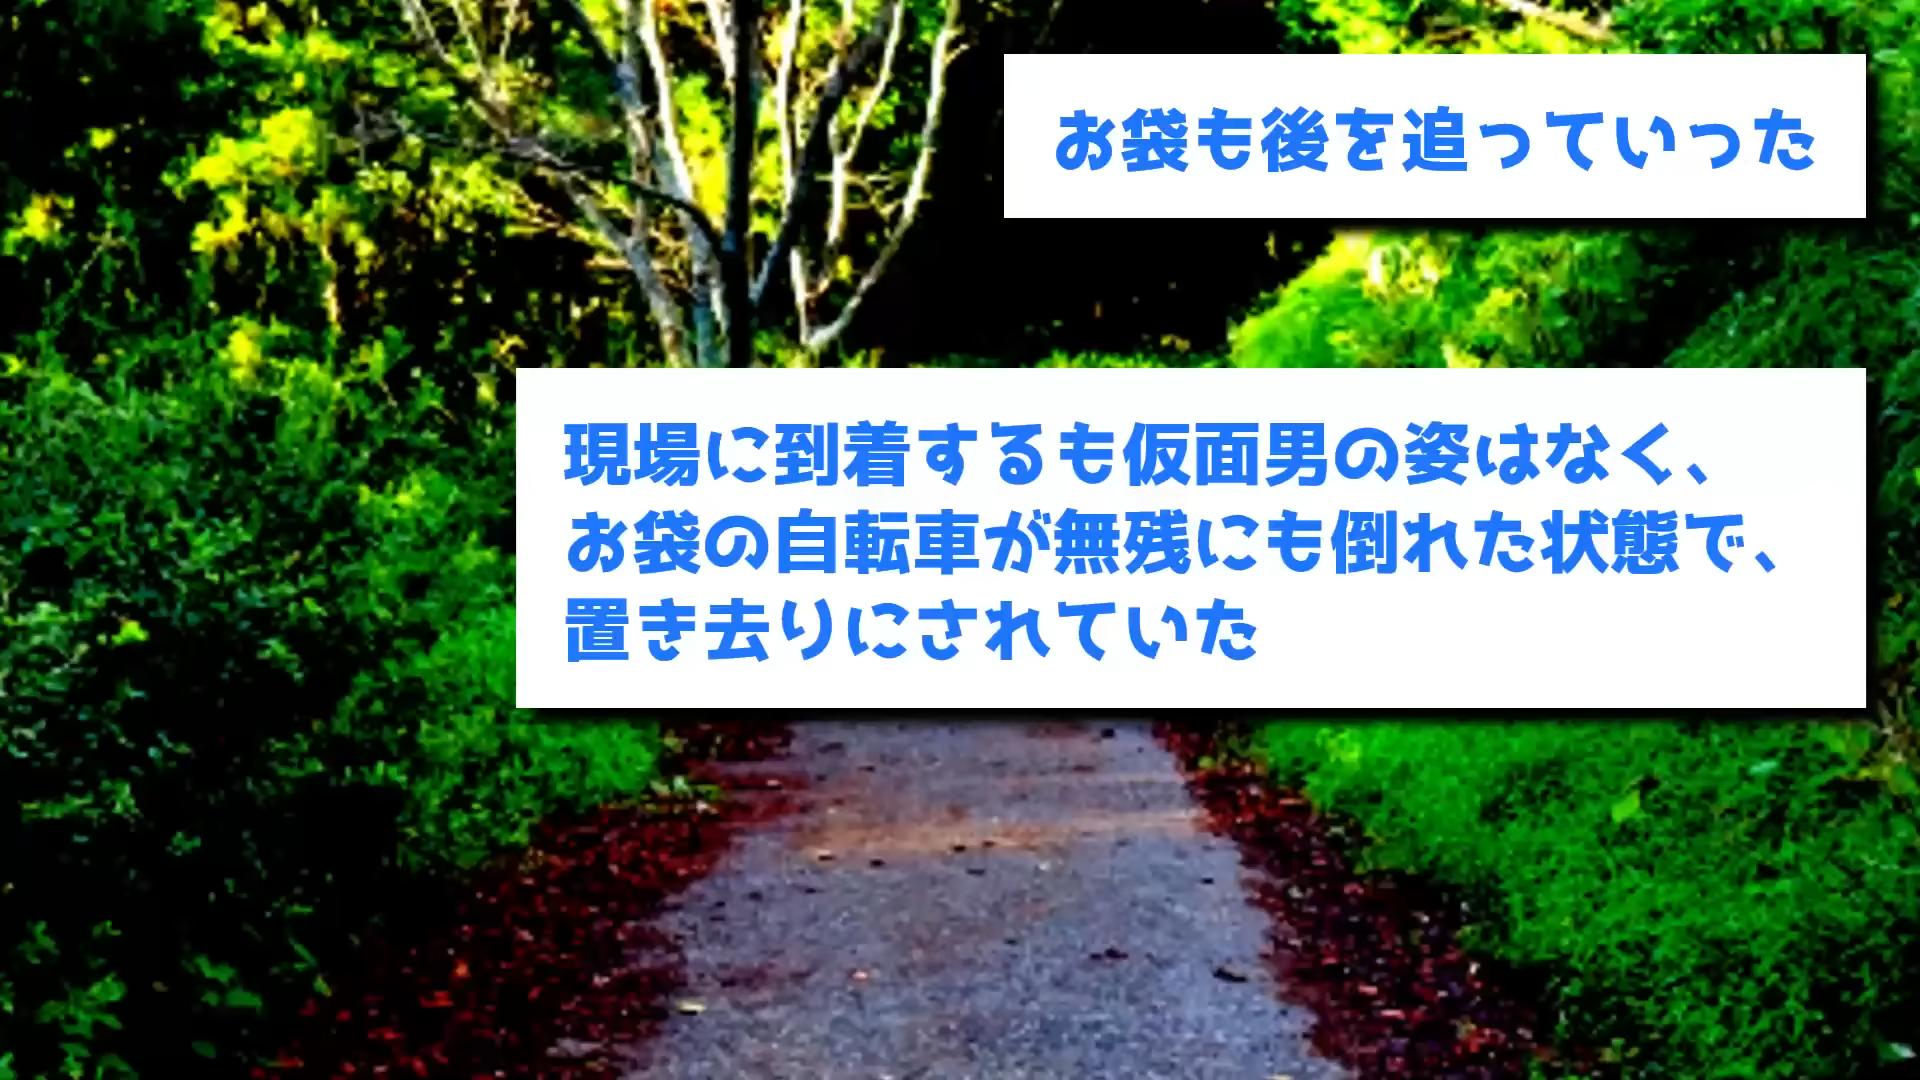 お袋も後を追っていった
現場に到着するも仮面男の姿はなく、
お袋の自転車が無残にも倒れた状態で、
置き去りにされていた